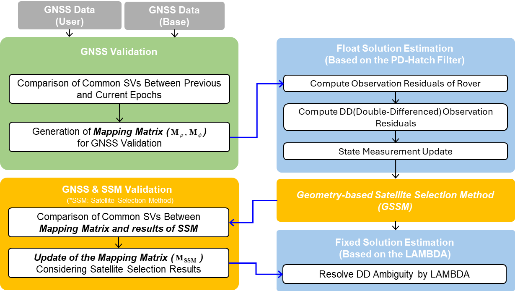 GNSS Data
(User)
GNSS Data
(Base)
GNSS Validation
Comparison of Common SVs Between Previous
and Current Epochs
Generation of Mapping Matrix (M𝜙, M𝜙̇)
for GNSS Validation
Float Solution Estimation
(Based on the PD-Hatch Filter)
Compute Observation Residuals of Rover
Compute DD(Double-Differenced) Observation
Residuals
State Measurement Update
Geometry-based Satellite Selection Method
(GSSM)
GNSS & SSM Validation
(*SSM: Satellite Selection Method)
Comparison of Common SVs Between
Mapping Matrix and results of SSM
Update of the Mapping Matrix (MSSM)
Considering Satellite Selection Results
Fixed Solution Estimation
(Based on the LAMBDA)
Resolve DD Ambiguity by LAMBDA